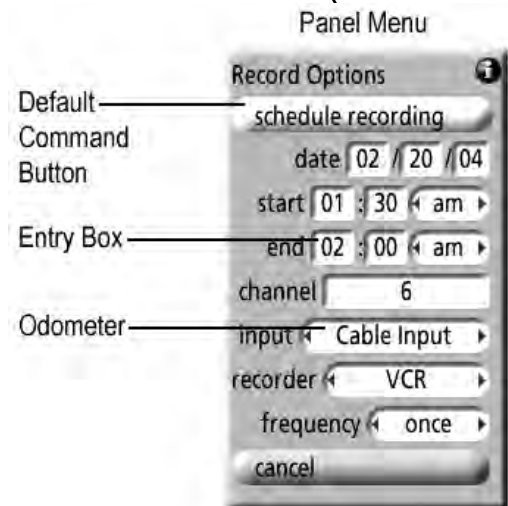 Panel Menu
Record Options i
Default Command Button
schedule recording
date 02 / 20 / 04
start 01 : 30 am
Entry Box
end 02 : 00 am
channel 6
Odometer
input Cable Input
recorder VCR
frequency once
cancel